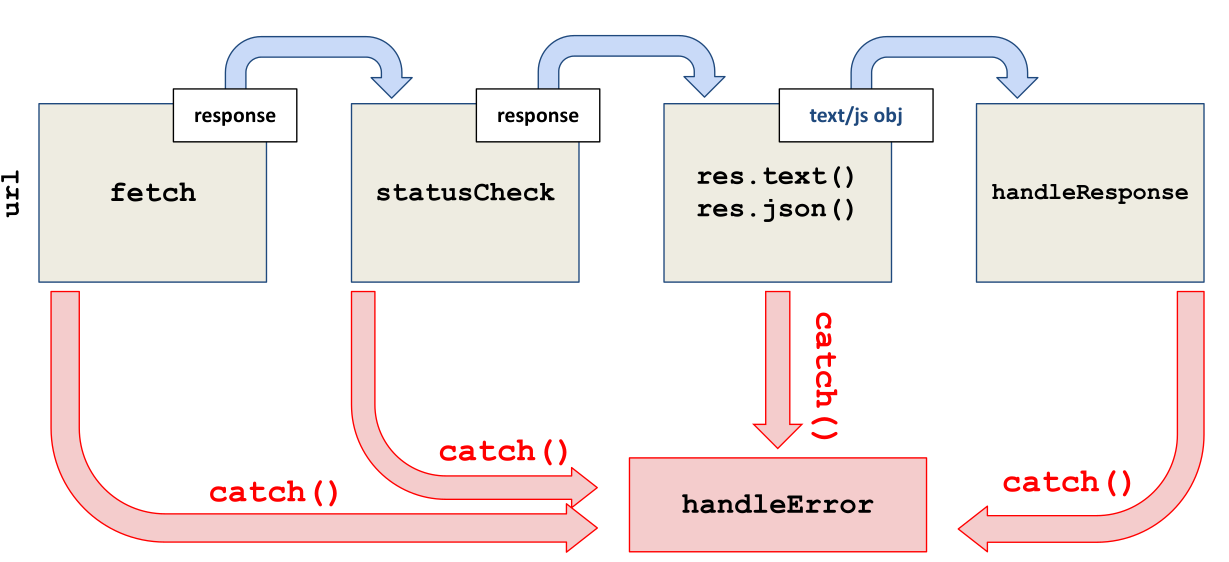 response
response
text/js obj
url
fetch
statusCheck
res.text()
res.json()
handleResponse
catch()
catch()
catch()
catch()
handleError